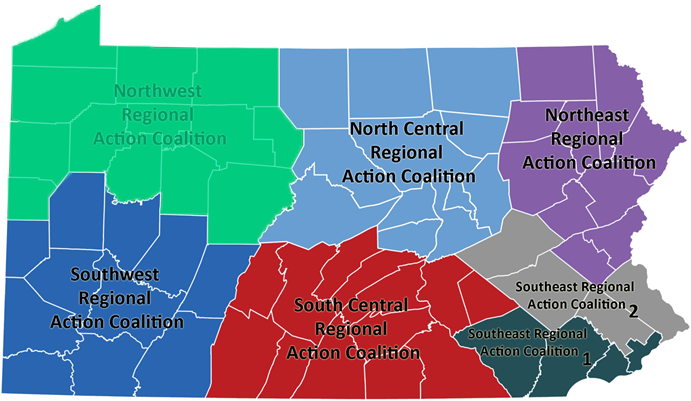 Northwest
Regional
Action Coalition
North Central
Regional
Action Coalition
Northeast
Regional
Action Coalition
Southwest
Regional
Action Coalition
South Central
Regional
Action Coalition
Southeast Regional
Action Coalition 2
Southeast Regional
Action Coalition 1